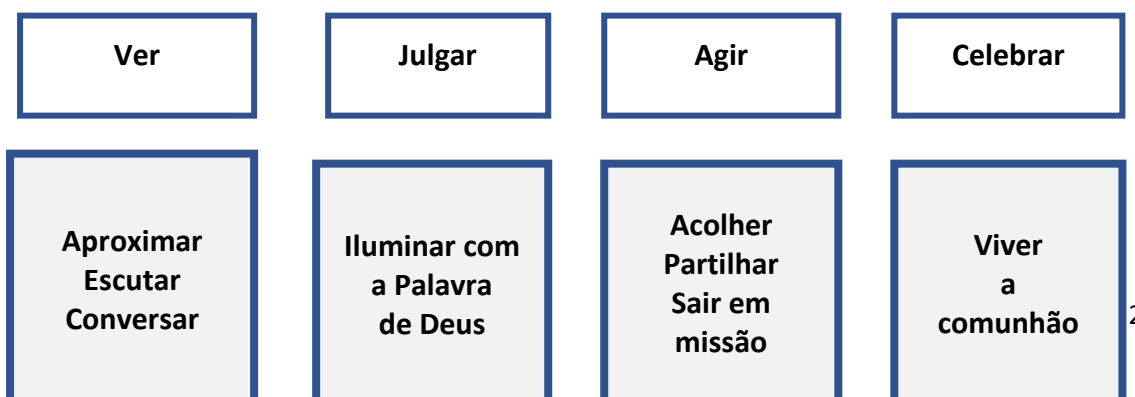 Ver
Julgar
Agir
Celebrar
Aproximar
Escutar
Conversar
Iluminar com
a Palavra
de Deus
Acolher
Partilhar
Sair em
missão
Viver
a
comunhão